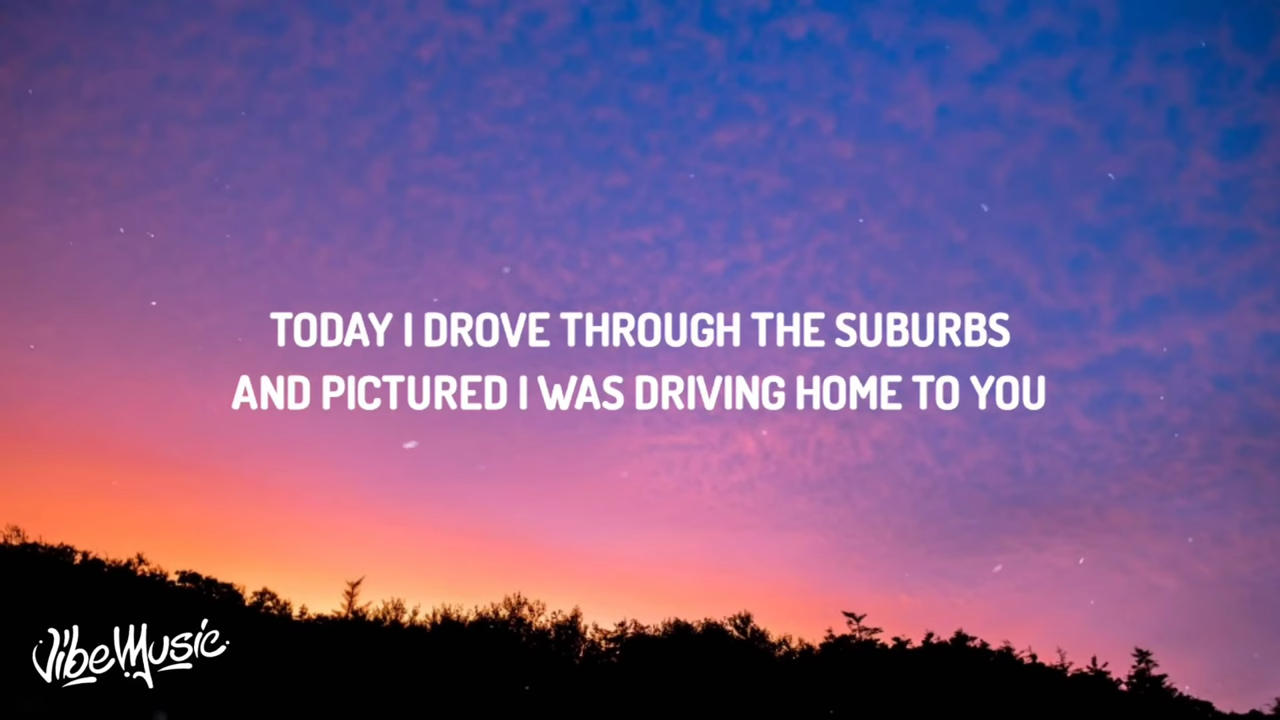 TODAY I DROVE THROUGH THE SUBURBS
AND PICTURED I WAS DRIVING HOME TO YOU
VibeMusic